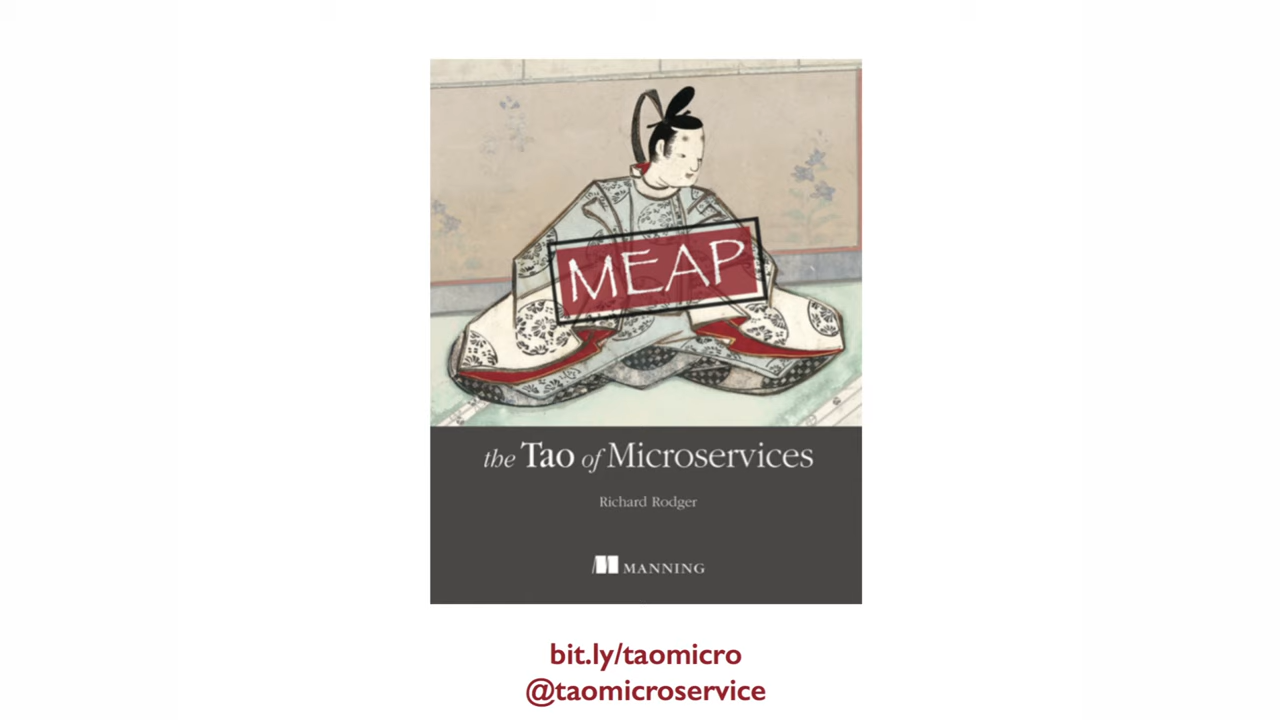 MEAP
the Tao of Microservices
Richard Rodger
MANNING
bit.ly/taomicro
@taomicroservice